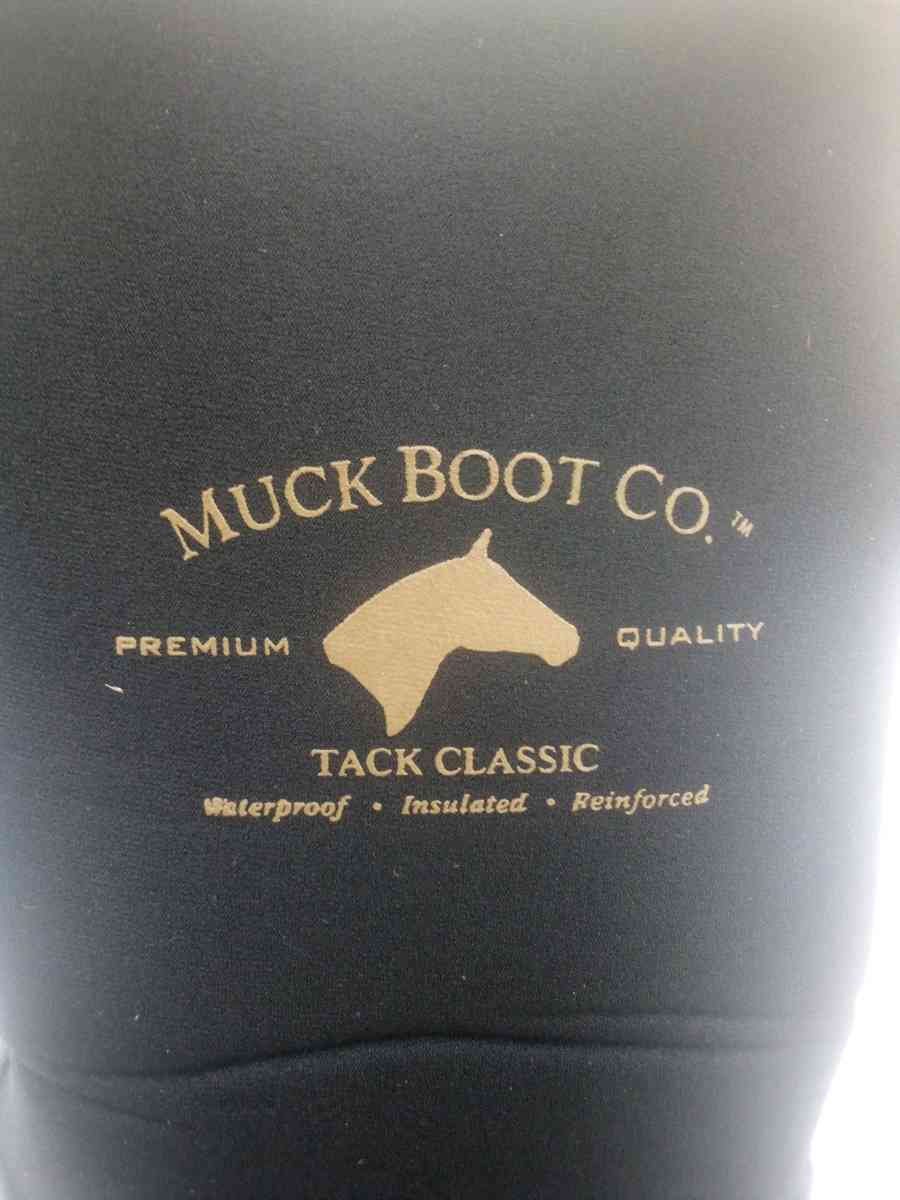 MUCK BOOT CO.™
PREMIUM QUALITY
TACK CLASSIC
Waterproof • Insulated • Reinforced